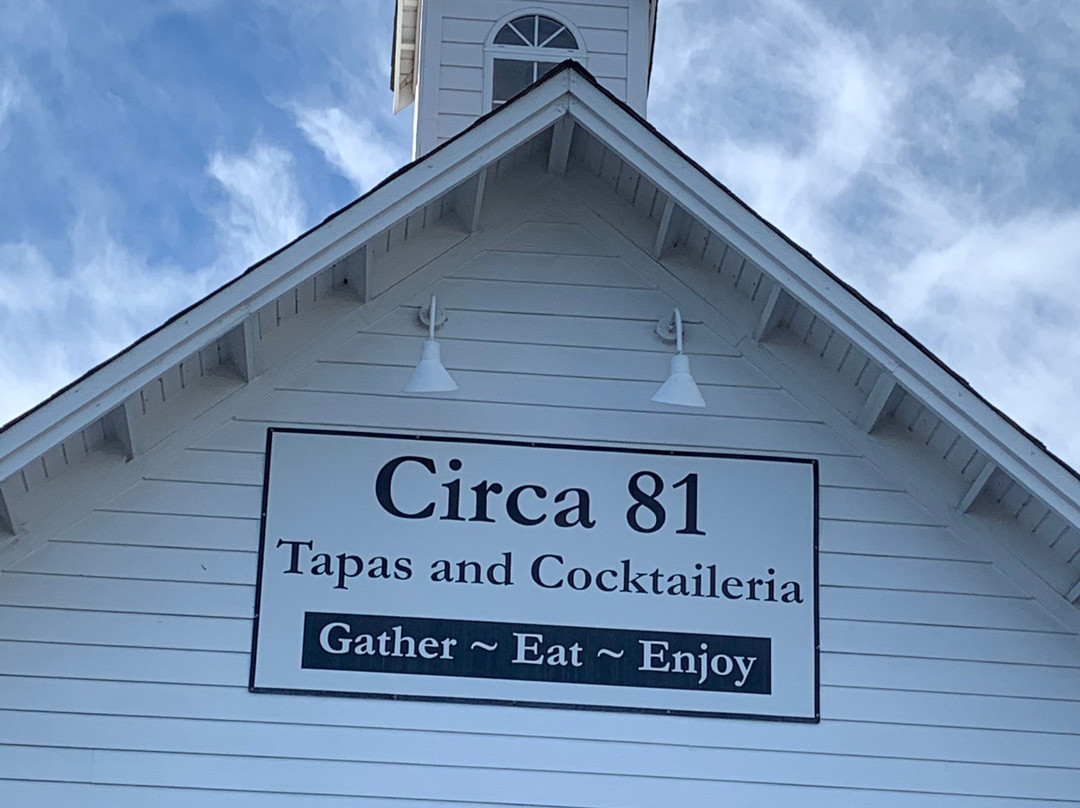 Circa 81
Tapas and Cocktaileria
Gather ~ Eat ~ Enjoy